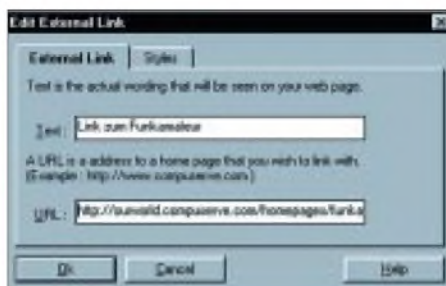 Edit External Link
External Link Styles
Text is the actual wording that will be seen on your web page.
Text: Link zum Funkamateur
A URL is a address to a home page that you wish to link with.
(Example : http://www.compuserve.com.)
URL: http://ourworld.compuserve.com/homepages/funka
Ok Cancel Help